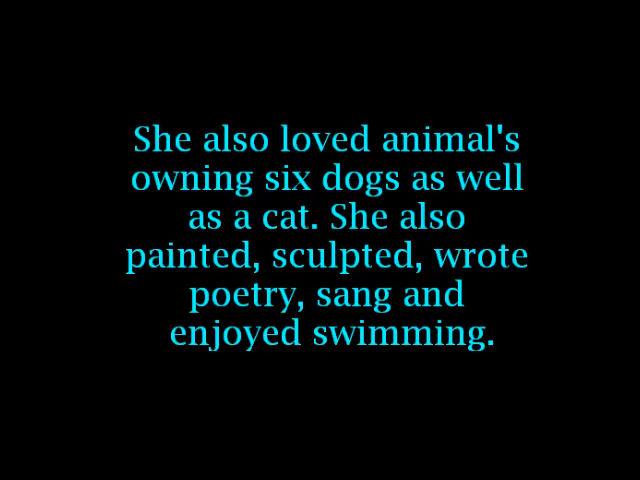 She also loved animal's
owning six dogs as well
as a cat. She also
painted, sculpted, wrote
poetry, sang and
enjoyed swimming.